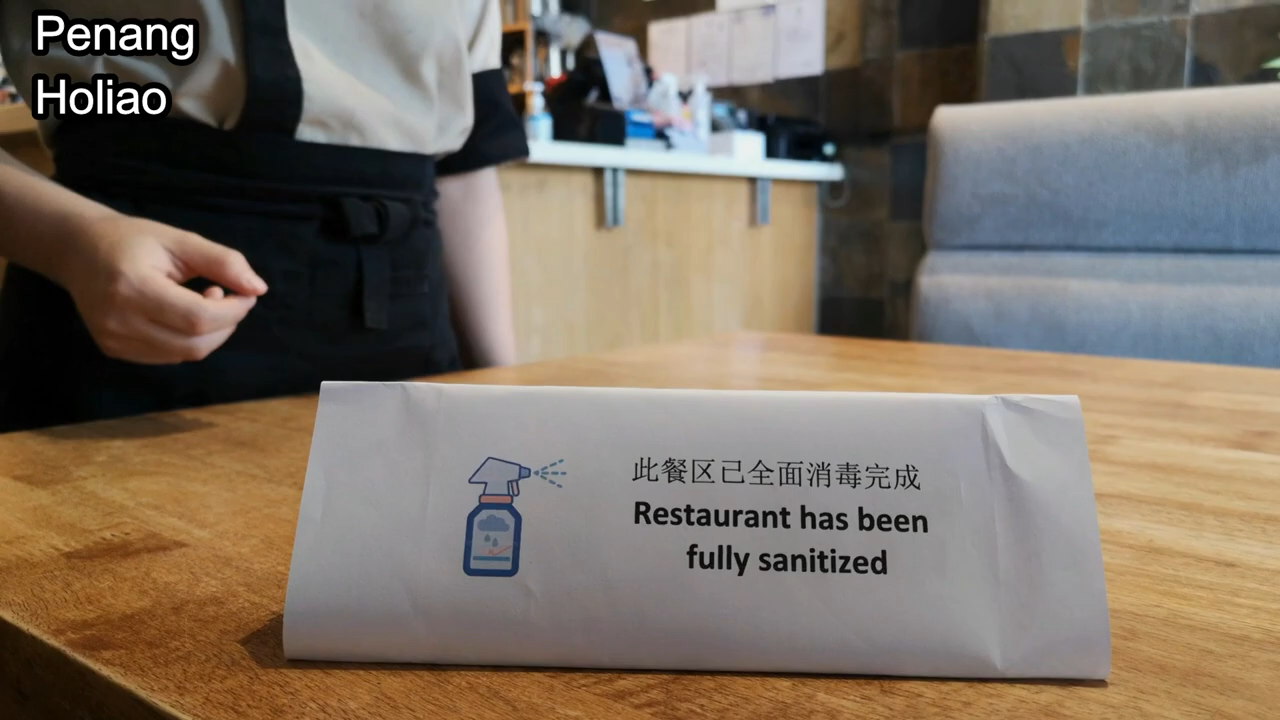 Penang
Holiao
此餐区已全面消毒完成
Restaurant has been
fully sanitized